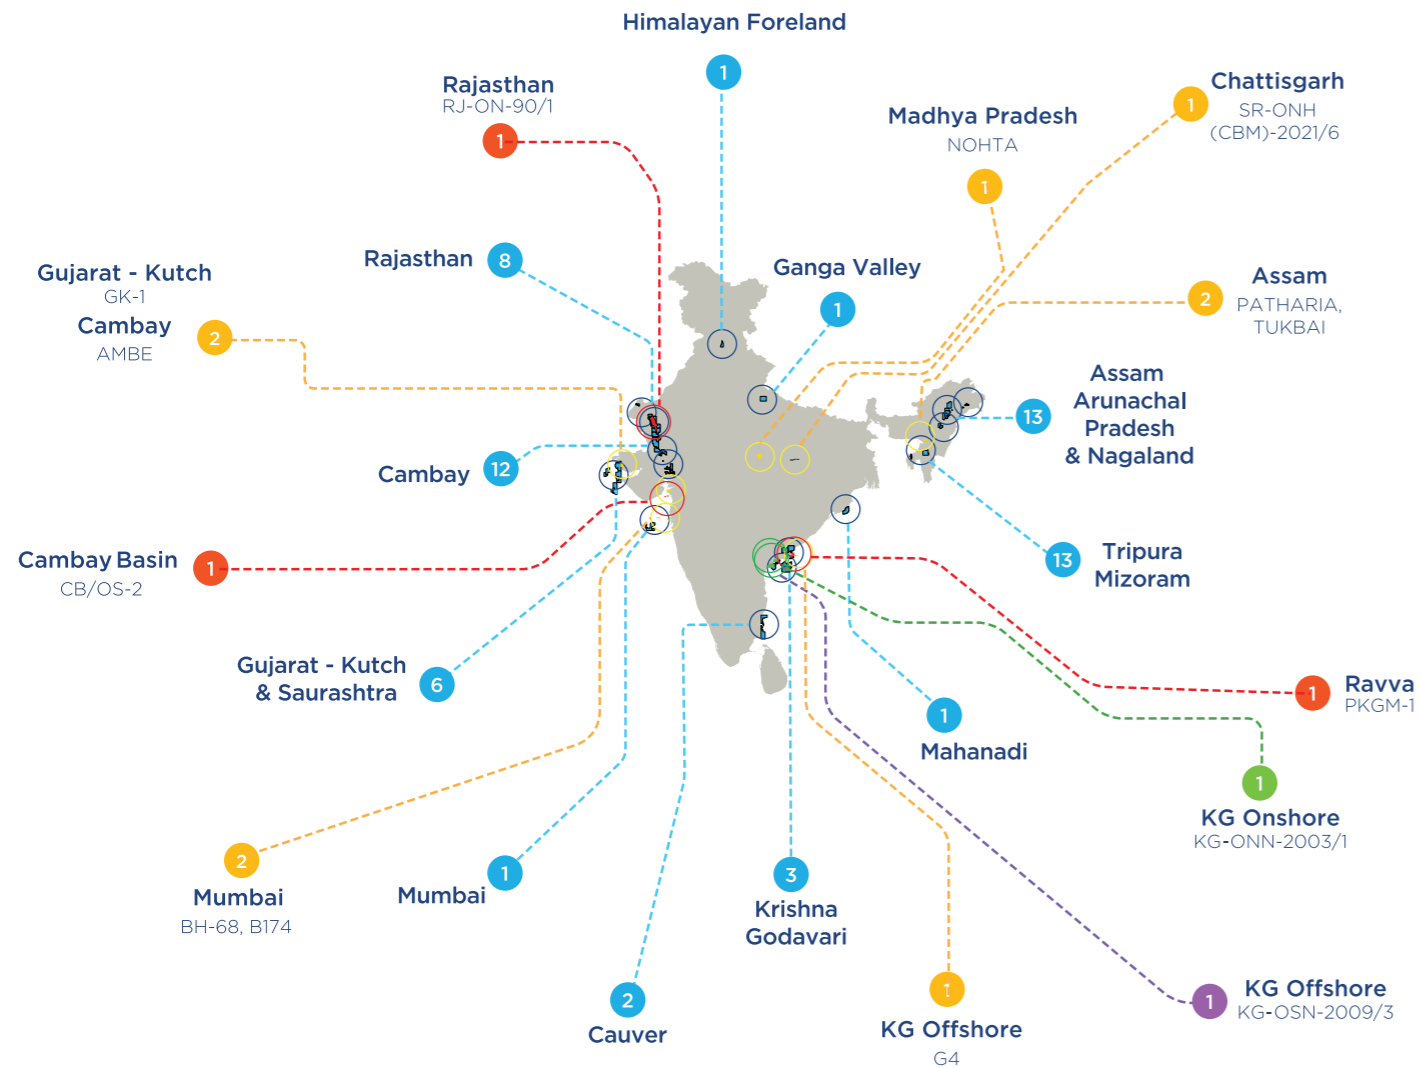 Himalayan Foreland
1
Rajasthan
RJ-ON-90/1
1
Madhya Pradesh
NOHTA
1
Chattisgarh
SR-ONH
(CBM)-2021/6
1
Rajasthan
8
Gujarat - Kutch
GK-1
Cambay
AMBE
2
Ganga Valley
1
Assam
PATHARIA,
TUKBAI
2
Assam
Arunachal
Pradesh
& Nagaland
13
Cambay
12
Cambay Basin
CB/OS-2
1
Tripura
Mizoram
13
Gujarat - Kutch
& Saurashtra
6
Ravva
PKGM-1
1
1
Mahanadi
1
KG Onshore
KG-ONN-2003/1
2
Mumbai
BH-68, B174
Mumbai
1
3
Krishna
Godavari
2
Cauver
1
KG Offshore
G4
1
KG Offshore
KG-OSN-2009/3